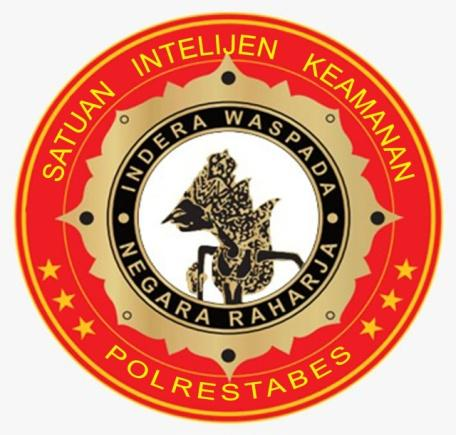 SATUAN INTELIJEN KEAMANAN
INDERA WASPADA
NEGARA RAHARJA
POLRESTABES